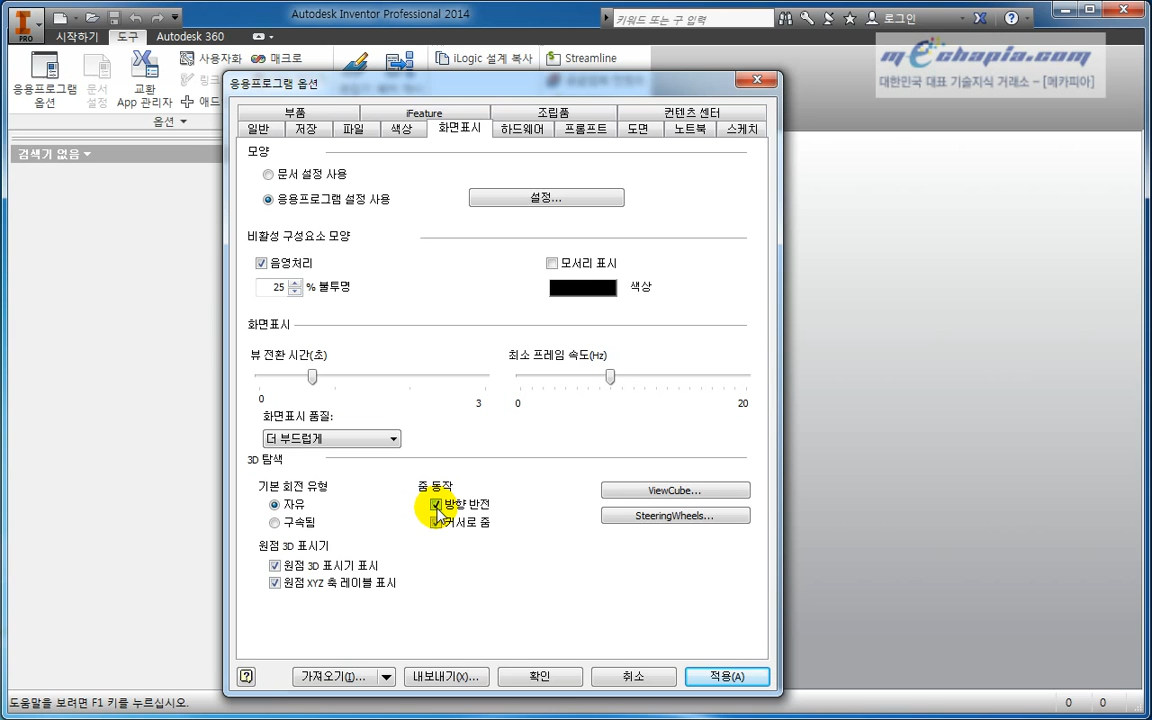 Autodesk Inventor Professional 2014
키워드 또는 구 입력
로그인
PRO
시작하기 도구 Autodesk 360
mechapia.com
대한민국 대표 기술지식 거래소 - [메카피아]
응용프로그램 옵션
문서 설정
교환 App 관리자
사용자화
매크로
링크
애드
iLogic 설계 복사
Streamline
옵션
검색기 없음
응용프로그램 옵션
부품 iFeature 조립품 컨텐츠 센터
일반 저장 파일 색상 화면표시 하드웨어 프롬프트 도면 노트북 스케치
모양
문서 설정 사용
응용프로그램 설정 사용
설정...
비활성 구성요소 모양
음영처리
모서리 표시
25 % 불투명
색상
화면표시
뷰 전환 시간(초)
최소 프레임 속도(Hz)
0 3 0 20
화면표시 품질:
더 부드럽게
3D 탐색
기본 회전 유형
줌 동작
ViewCube...
자유
방향 반전
SteeringWheels...
구속됨
커서로 줌
원점 3D 표시기
원점 3D 표시기 표시
원점 XYZ 축 레이블 표시
가져오기(I)... 내보내기(X)... 확인 취소 적용(A)
도움말을 보려면 F1 키를 누르십시오.
0 0